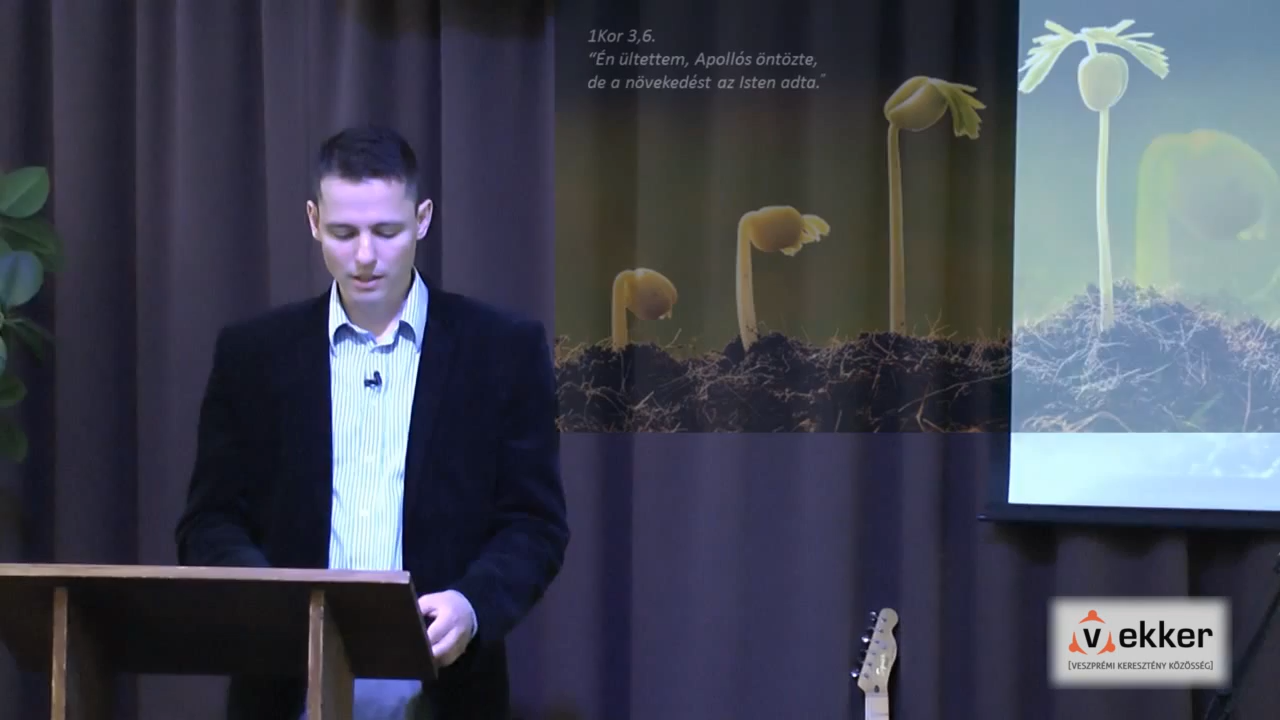 1Kor 3,6.
“Én ültettem, Apollós öntözte,
de a növekedést az Isten adta.”
vekker
[VESZPRÉMI KERESZTÉNY KÖZÖSSÉG]